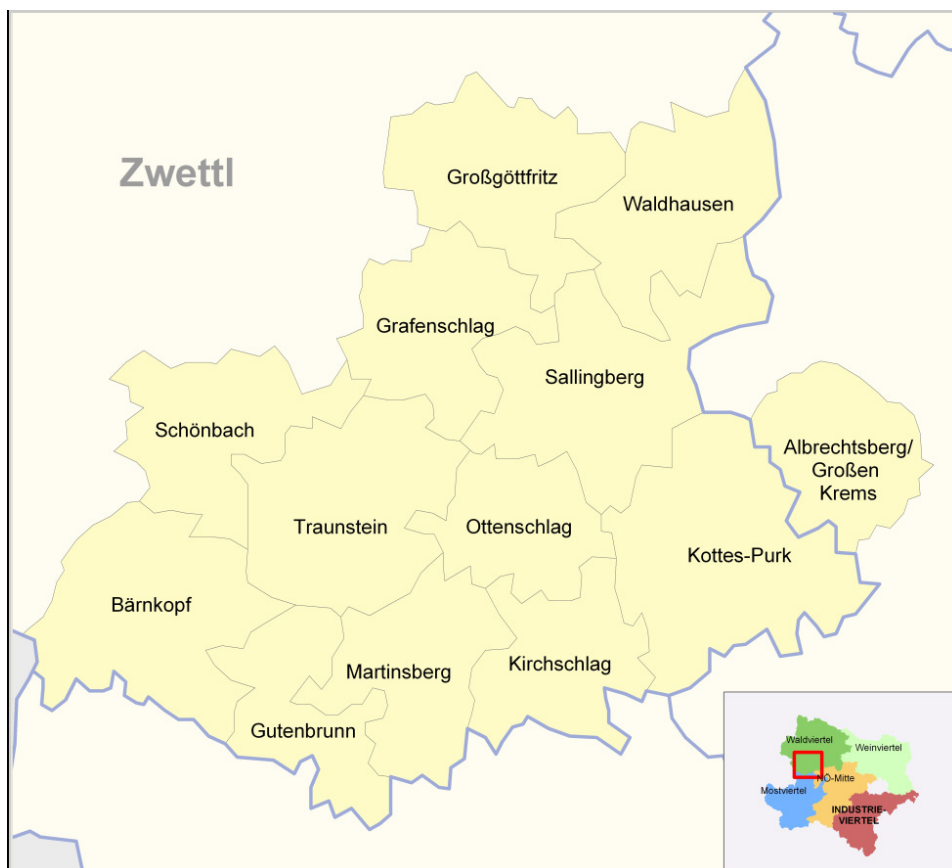 Zwettl
Großgöttfritz
Waldhausen
Grafenschlag
Sallingberg
Schönbach
Albrechtsberg/
Großen
Krems
Traunstein
Ottenschlag
Kottes-Purk
Bärnkopf
Martinsberg
Kirchschlag
Gutenbrunn
Waldviertel
Weinviertel
NÖ-Mitte
Mostviertel
INDUSTRIE-
VIERTEL